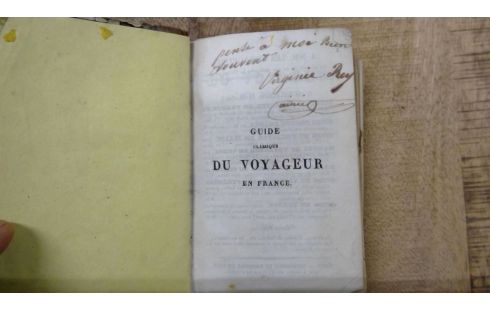 pense à moi bien
souvent
Virginie Rey
GUIDE
CLASSIQUE
DU VOYAGEUR
EN FRANCE.